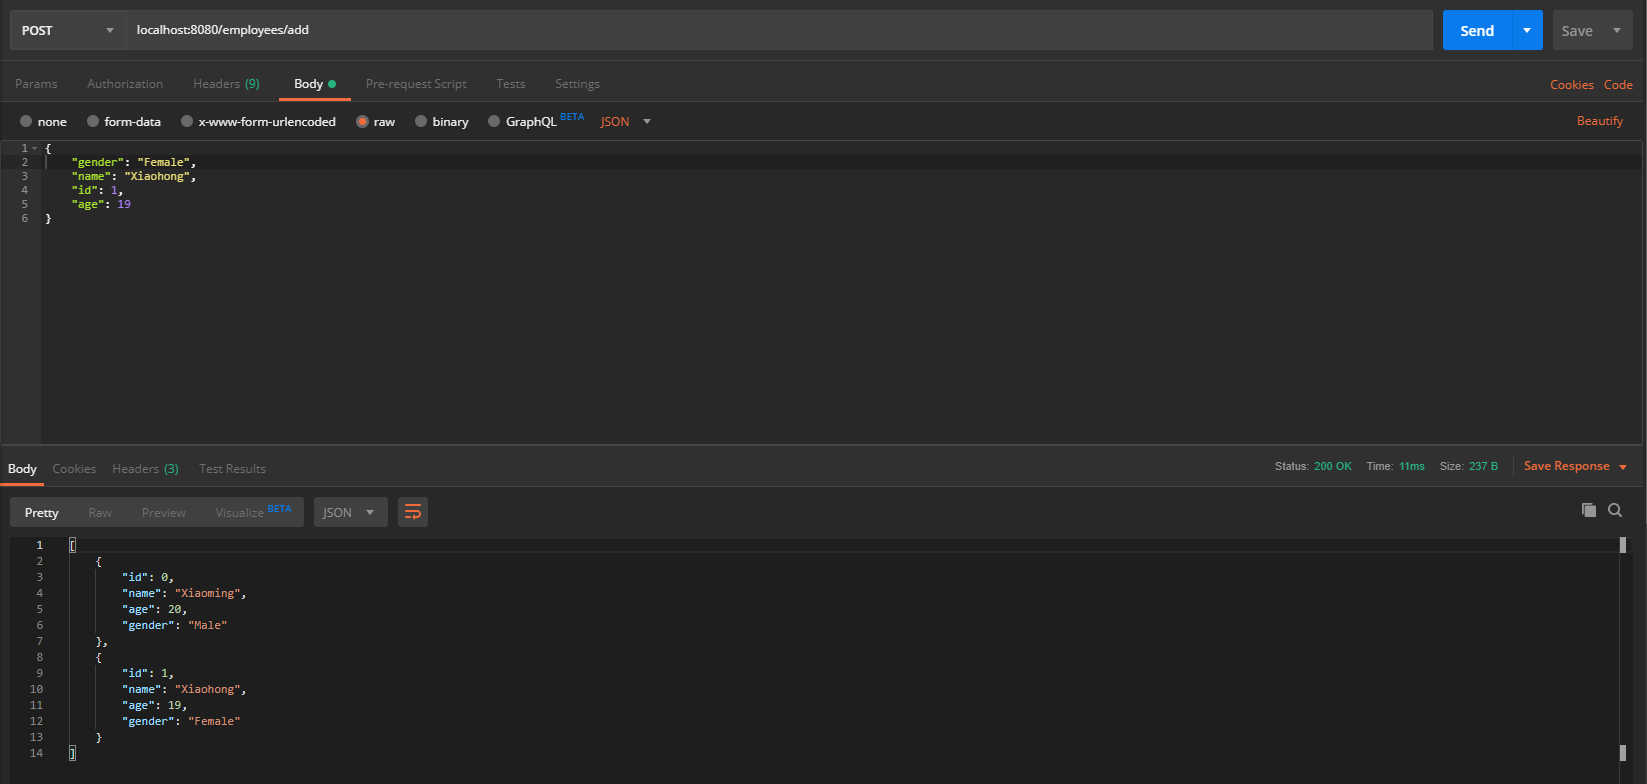 POST localhost:8080/employees/add Send Save
Params Authorization Headers (9) Body Pre-request Script Tests Settings Cookies Code
none form-data x-www-form-urlencoded raw binary GraphQL BETA JSON Beautify
1 {
2 "gender": "Female",
3 "name": "Xiaohong",
4 "id": 1,
5 "age": 19
6 }
Body Cookies Headers (3) Test Results Status: 200 OK Time: 11ms Size: 237 B Save Response
Pretty Raw Preview Visualize BETA JSON
1 [
2 {
3 "id": 0,
4 "name": "Xiaoming",
5 "age": 20,
6 "gender": "Male"
7 },
8 {
9 "id": 1,
10 "name": "Xiaohong",
11 "age": 19,
12 "gender": "Female"
13 }
14 ]